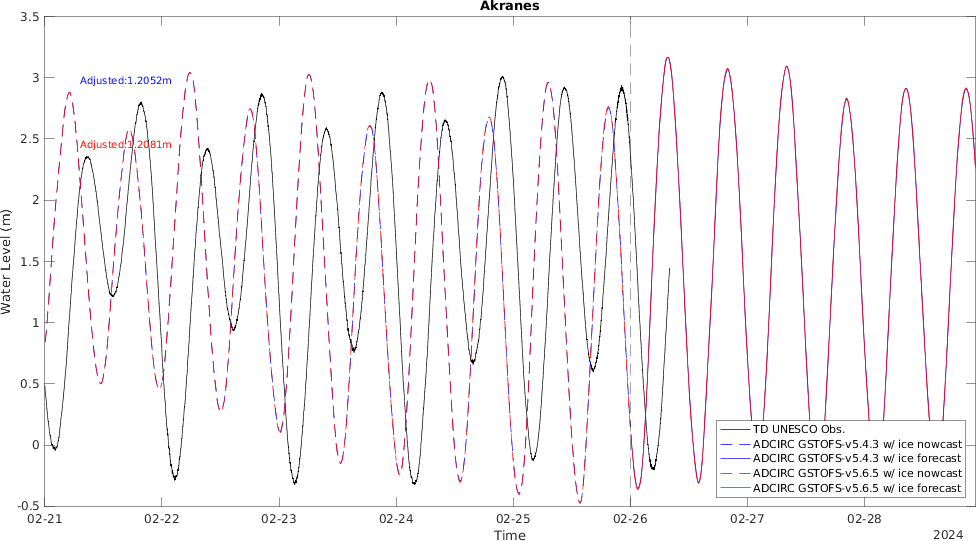 Akranes
3.5
3
2.5
2
1.5
1
0.5
0
-0.5
Water Level (m)
Adjusted:1.2052m
Adjusted:1.2081m
TD UNESCO Obs.
ADCIRC GSTOFS-v5.4.3 w/ ice nowcast
ADCIRC GSTOFS-v5.4.3 w/ ice forecast
ADCIRC GSTOFS-v5.6.5 w/ ice nowcast
ADCIRC GSTOFS-v5.6.5 w/ ice forecast
02-21 02-22 02-23 02-24 02-25 02-26 02-27 02-28
Time
2024